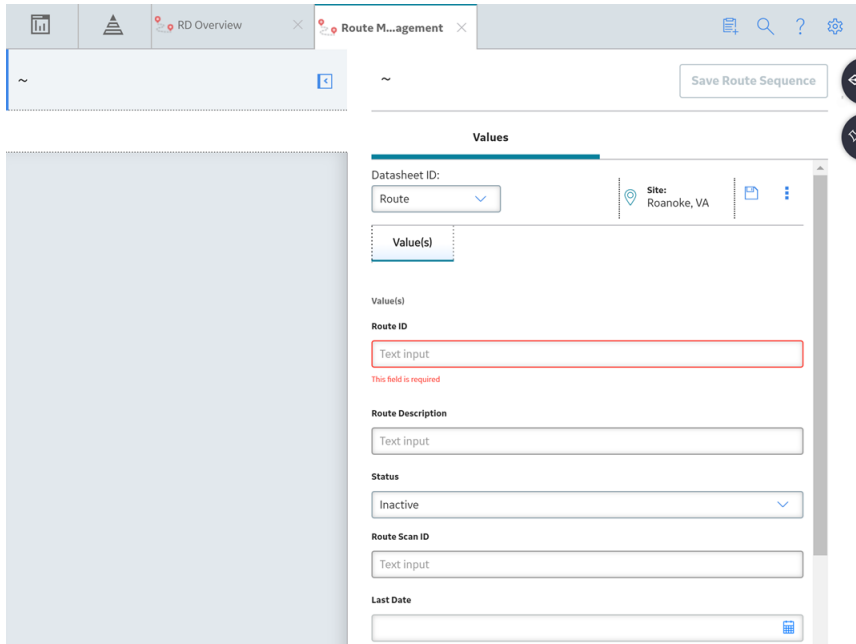 RD Overview
Route M...agement
~
~
Save Route Sequence
Values
Datasheet ID:
Route
Site:
Roanoke, VA
Value(s)
Value(s)
Route ID
Text input
This field is required
Route Description
Text input
Status
Inactive
Route Scan ID
Text input
Last Date